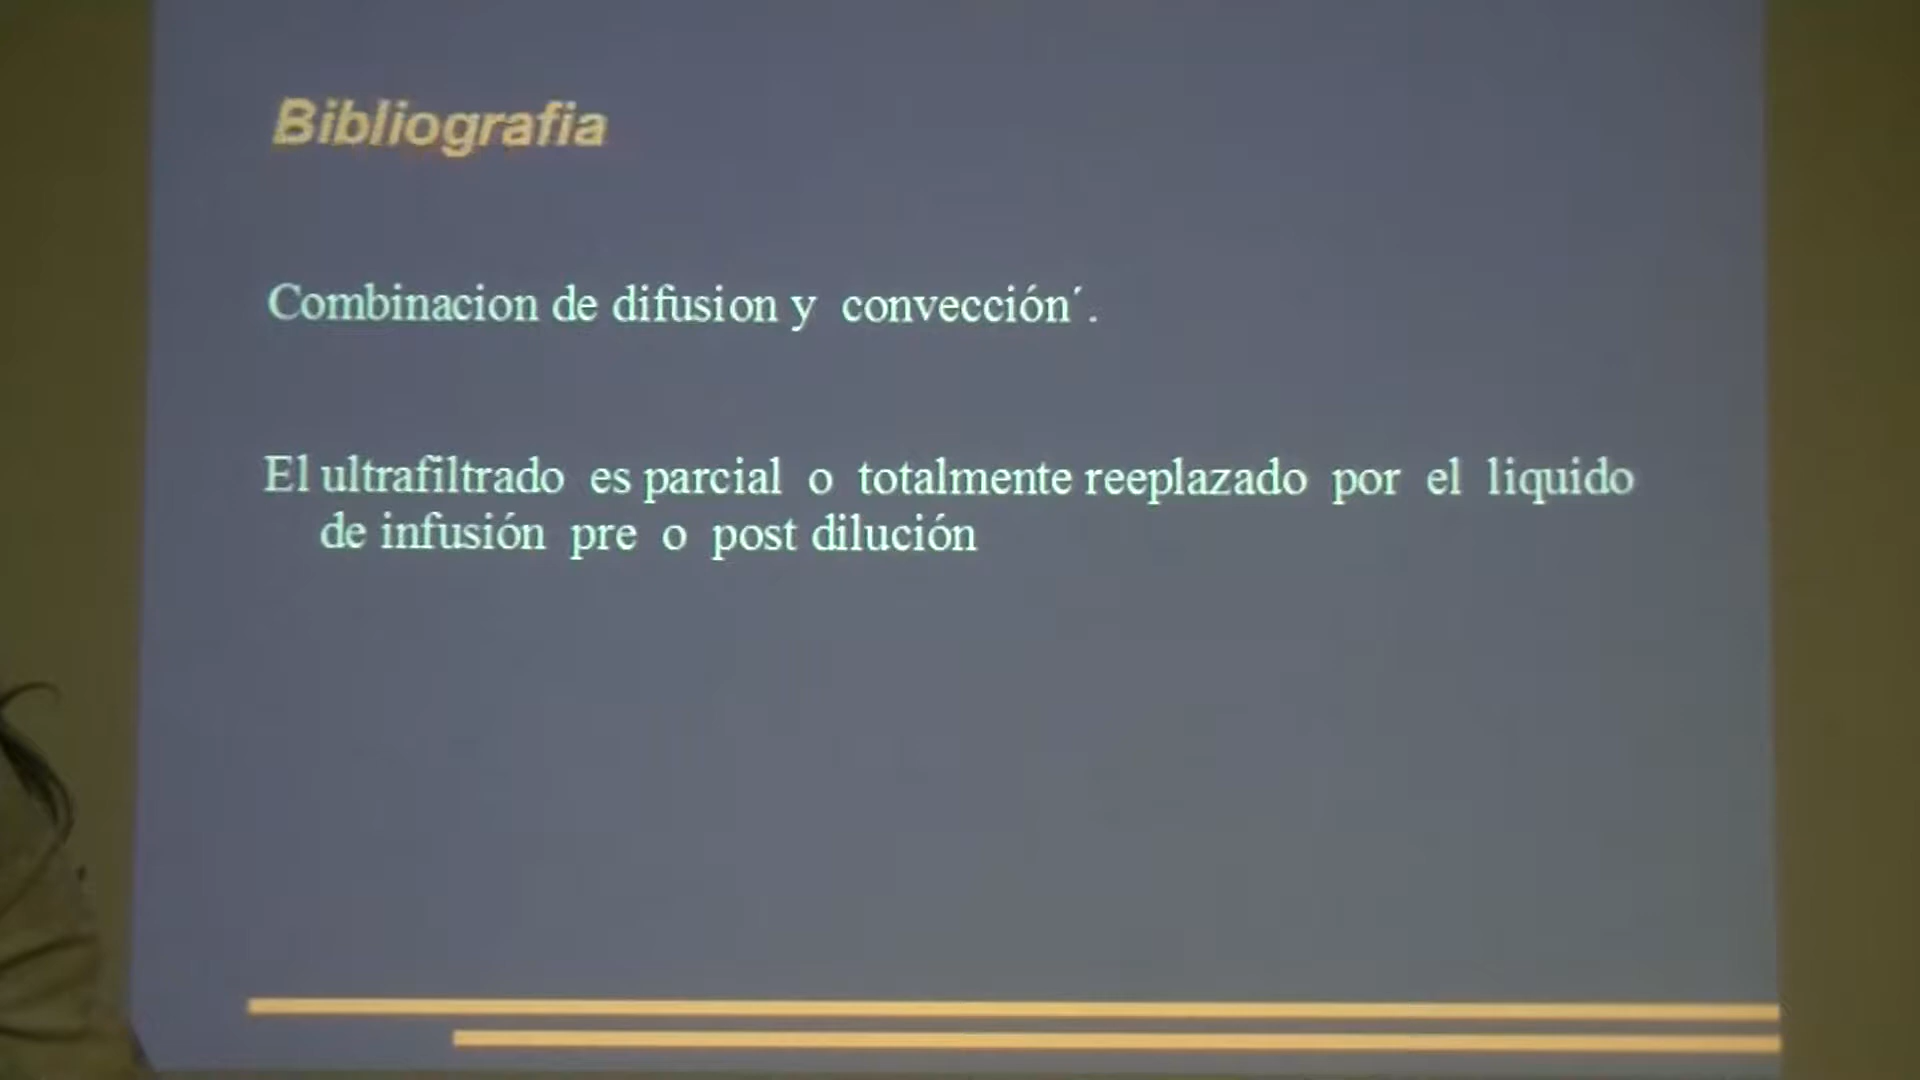 Bibliografia
Combinacion de difusion y convección´.
El ultrafiltrado es parcial o totalmente reeplazado por el liquido
de infusión pre o post dilución